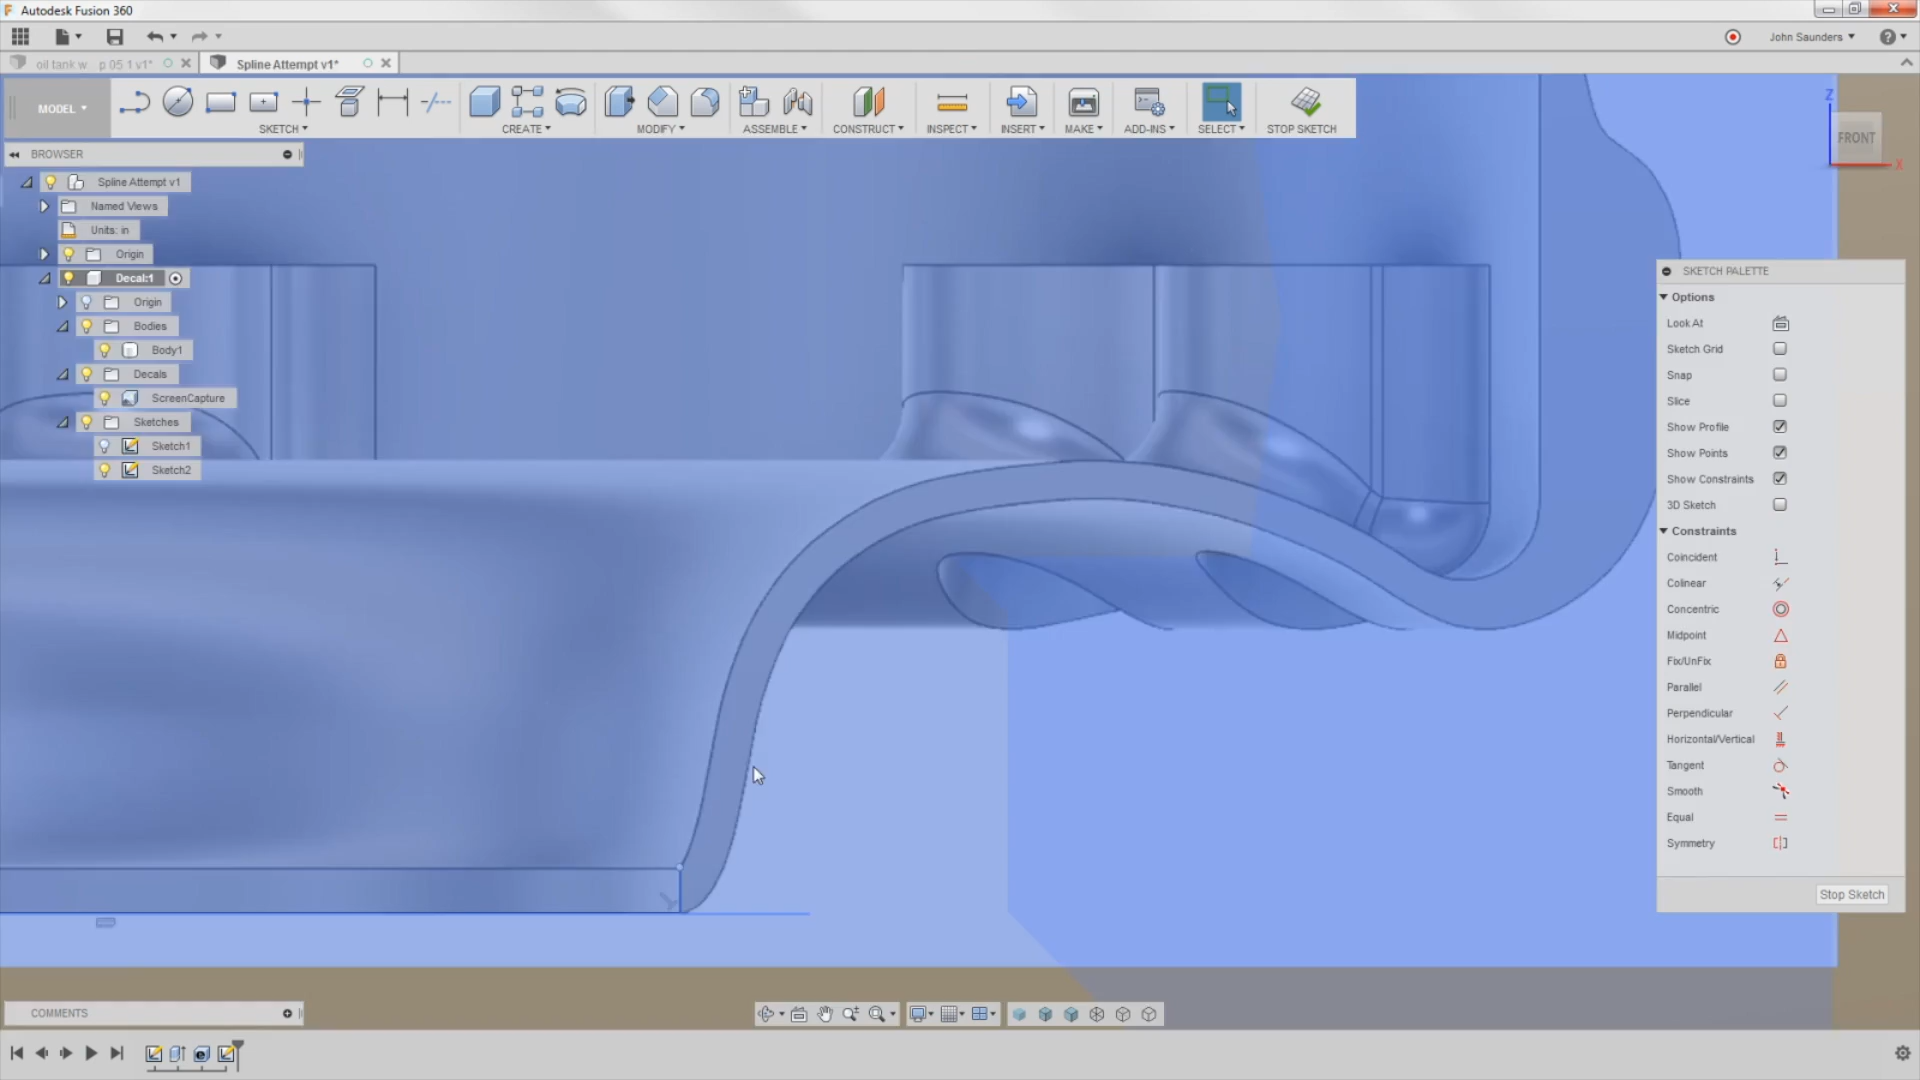 Autodesk Fusion 360
John Saunders
oil tank w p 05 1 v1*
Spline Attempt v1*
MODEL
SKETCH
CREATE
MODIFY
ASSEMBLE
CONSTRUCT
INSPECT
INSERT
MAKE
ADD-INS
SELECT
STOP SKETCH
Z
FRONT
X
BROWSER
Spline Attempt v1
Named Views
Units: in
Origin
Decal:1
Origin
Bodies
Body1
Decals
ScreenCapture
Sketches
Sketch1
Sketch2
SKETCH PALETTE
Options
Look At
Sketch Grid
Snap
Slice
Show Profile
Show Points
Show Constraints
3D Sketch
Constraints
Coincident
Colinear
Concentric
Midpoint
Fix/UnFix
Parallel
Perpendicular
Horizontal/Vertical
Tangent
Smooth
Equal
Symmetry
Stop Sketch
COMMENTS